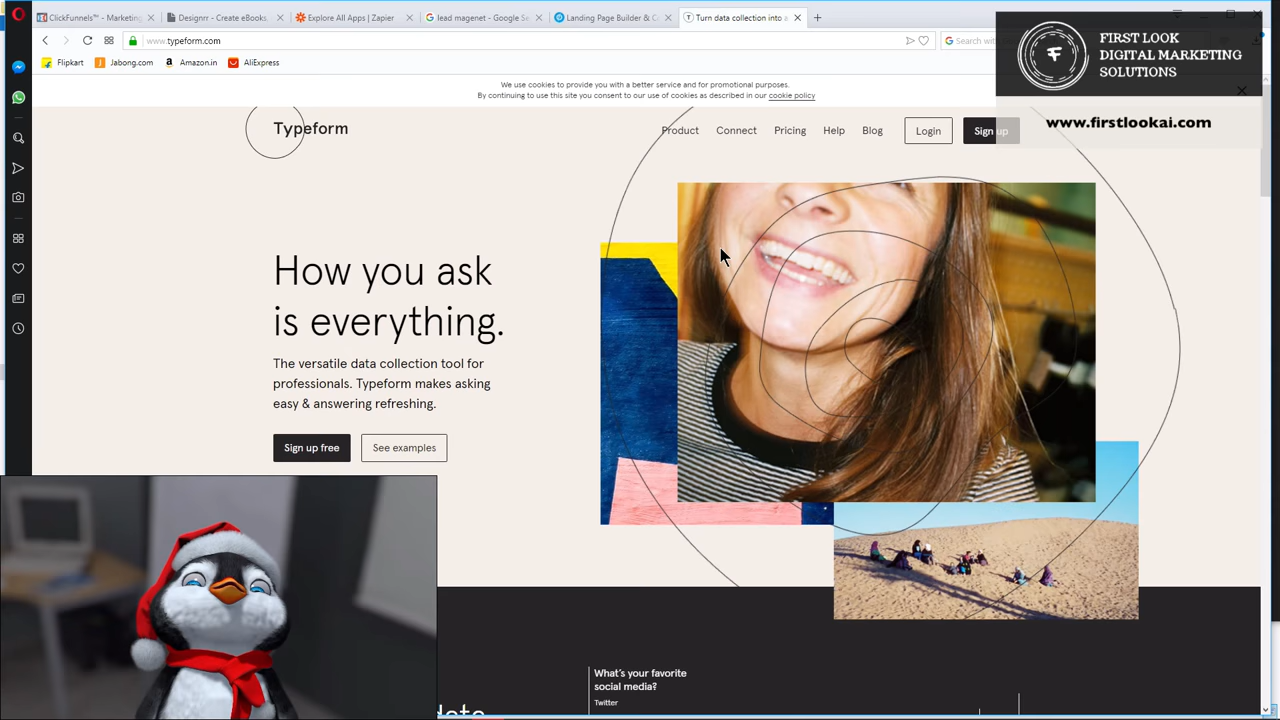 ClickFunnels™ - Marketing
Designrr - Create eBooks
Explore All Apps | Zapier
lead magenet - Google Se
Landing Page Builder & C
Turn data collection into a
www.typeform.com
Search with
Flipkart
Jabong.com
Amazon.in
AliExpress
FIRST LOOK
DIGITAL MARKETING
SOLUTIONS
www.firstlookai.com
We use cookies to provide you with a better service and for promotional purposes.
By continuing to use this site you consent to our use of cookies as described in our cookie policy
Typeform
Product
Connect
Pricing
Help
Blog
Login
Sign up
How you ask
is everything.
The versatile data collection tool for
professionals. Typeform makes asking
easy & answering refreshing.
Sign up free
See examples
What's your favorite
social media?
Twitter